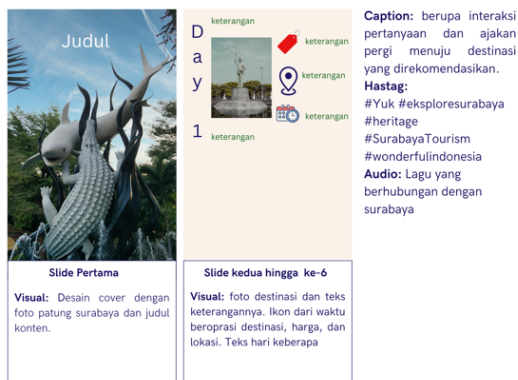 Judul
keterangan
D
a
y
1
keterangan
keterangan
keterangan
keterangan
Slide Pertama
Visual: Desain cover dengan
foto patung surabaya dan judul
konten.
Slide kedua hingga ke-6
Visual: foto destinasi dan teks
keterangannya. Ikon dari waktu
beroprasi destinasi, harga, dan
lokasi. Teks hari keberapa
Caption: berupa interaksi
pertanyaan dan ajakan
pergi menuju destinasi
yang direkomendasikan.
Hastag:
#Yuk #eksploresurabaya
#heritage
#SurabayaTourism
#wonderfulindonesia
Audio: Lagu yang
berhubungan dengan
surabaya